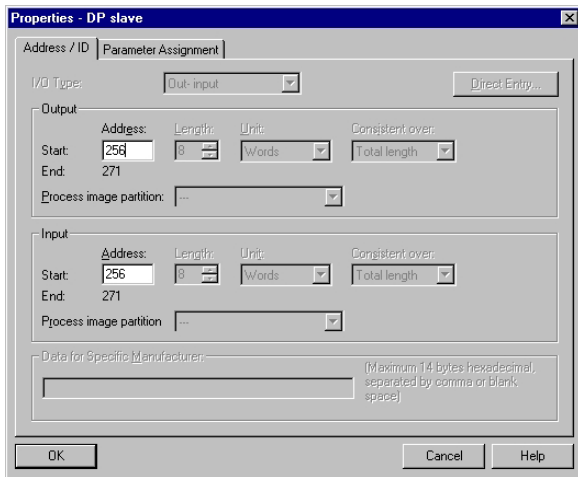 Properties - DP slave
Address / ID Parameter Assignment
I/O Type: Out- input Direct Entry...
Output
Address: Length: Unit: Consistent over:
Start: 256 8 Words Total length
End: 271
Process image partition: ---
Input
Address: Length: Unit: Consistent over:
Start: 256 8 Words Total length
End: 271
Process image partition ---
Data for Specific Manufacturer:
(Maximum 14 bytes hexadecimal,
separated by comma or blank
space)
OK Cancel Help